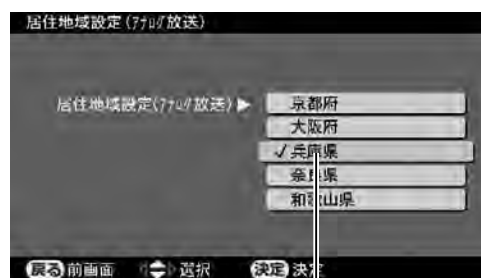 居住地域設定(ｱﾅﾛｸﾞ放送)
居住地域設定(ｱﾅﾛｸﾞ放送)▶
京都府
大阪府
✓兵庫県
奈良県
和歌山県
戻る 前画面 選択 決定 決定